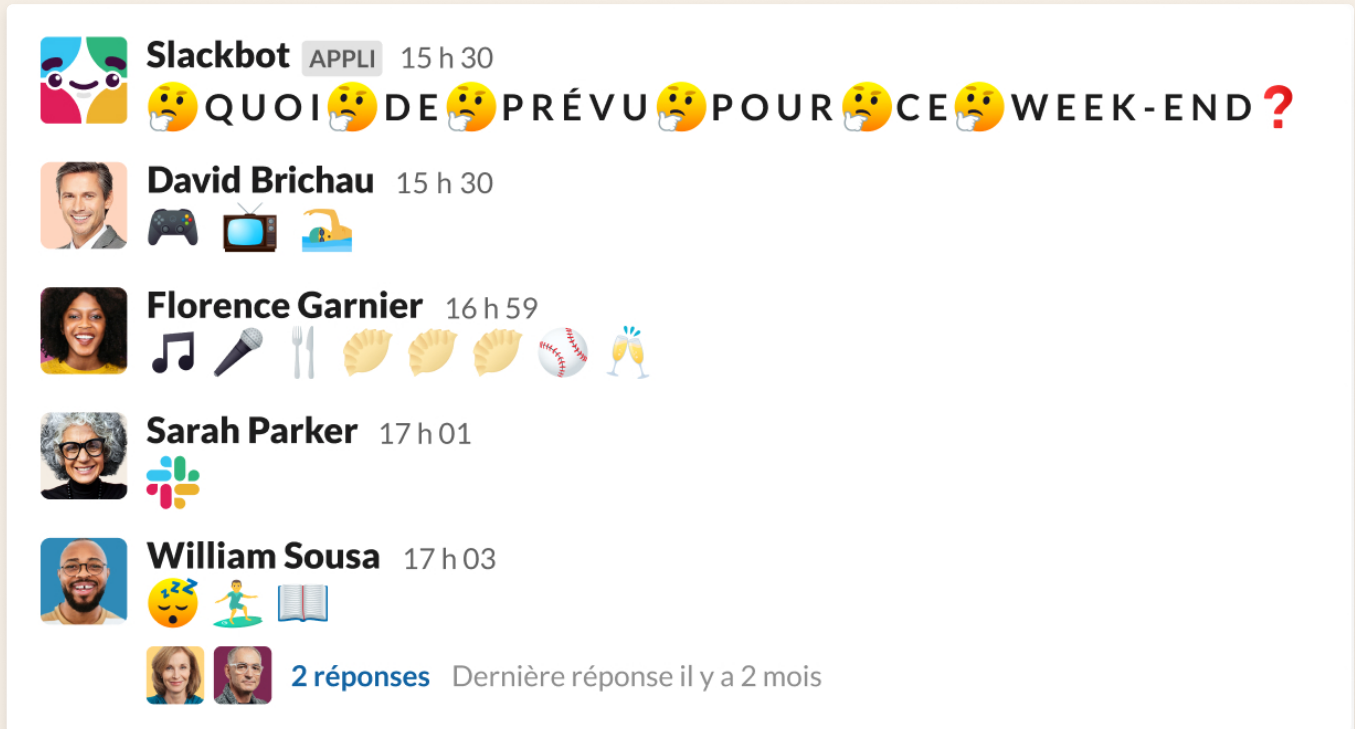 Slackbot APPLI 15 h 30
🤔QUOI🤔DE🤔PRÉVU🤔POUR🤔CE🤔WEEK-END❓
David Brichau 15 h 30
🎮 📺 🏊
Florence Garnier 16 h 59
🎵 🎤 🍴 🥟 🥟 🥟 ⚾ 🥂
Sarah Parker 17 h 01
William Sousa 17 h 03
😴 🏄‍♂️ 📖
2 réponses Dernière réponse il y a 2 mois